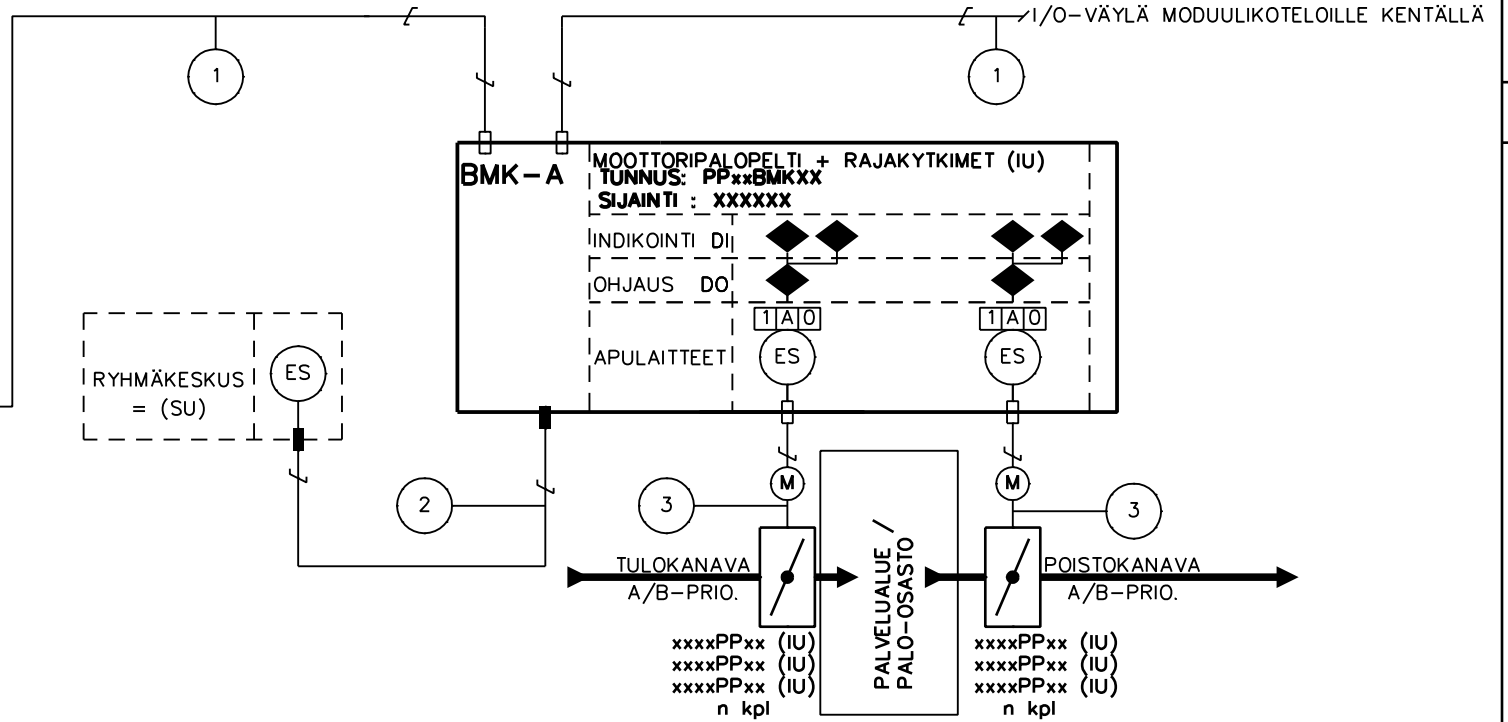 I/O-VÄYLÄ MODUULIKOTELOILLE KENTÄLLÄ
1
1
BMK-A
MOOTTORIPALOPELTI + RAJAKYTKIMET (IU)
TUNNUS: PPxxBMKXX
SIJAINTI : XXXXXX
INDIKOINTI DI
OHJAUS DO
1 A 0
1 A 0
APULAITTEET
ES
ES
RYHMÄKESKUS
= (SU)
ES
M
M
2
3
3
TULOKANAVA
A/B-PRIO.
PALVELUALUE /
PALO-OSASTO
POISTOKANAVA
A/B-PRIO.
xxxxPPxx (IU)
xxxxPPxx (IU)
xxxxPPxx (IU)
n kpl
xxxxPPxx (IU)
xxxxPPxx (IU)
xxxxPPxx (IU)
n kpl